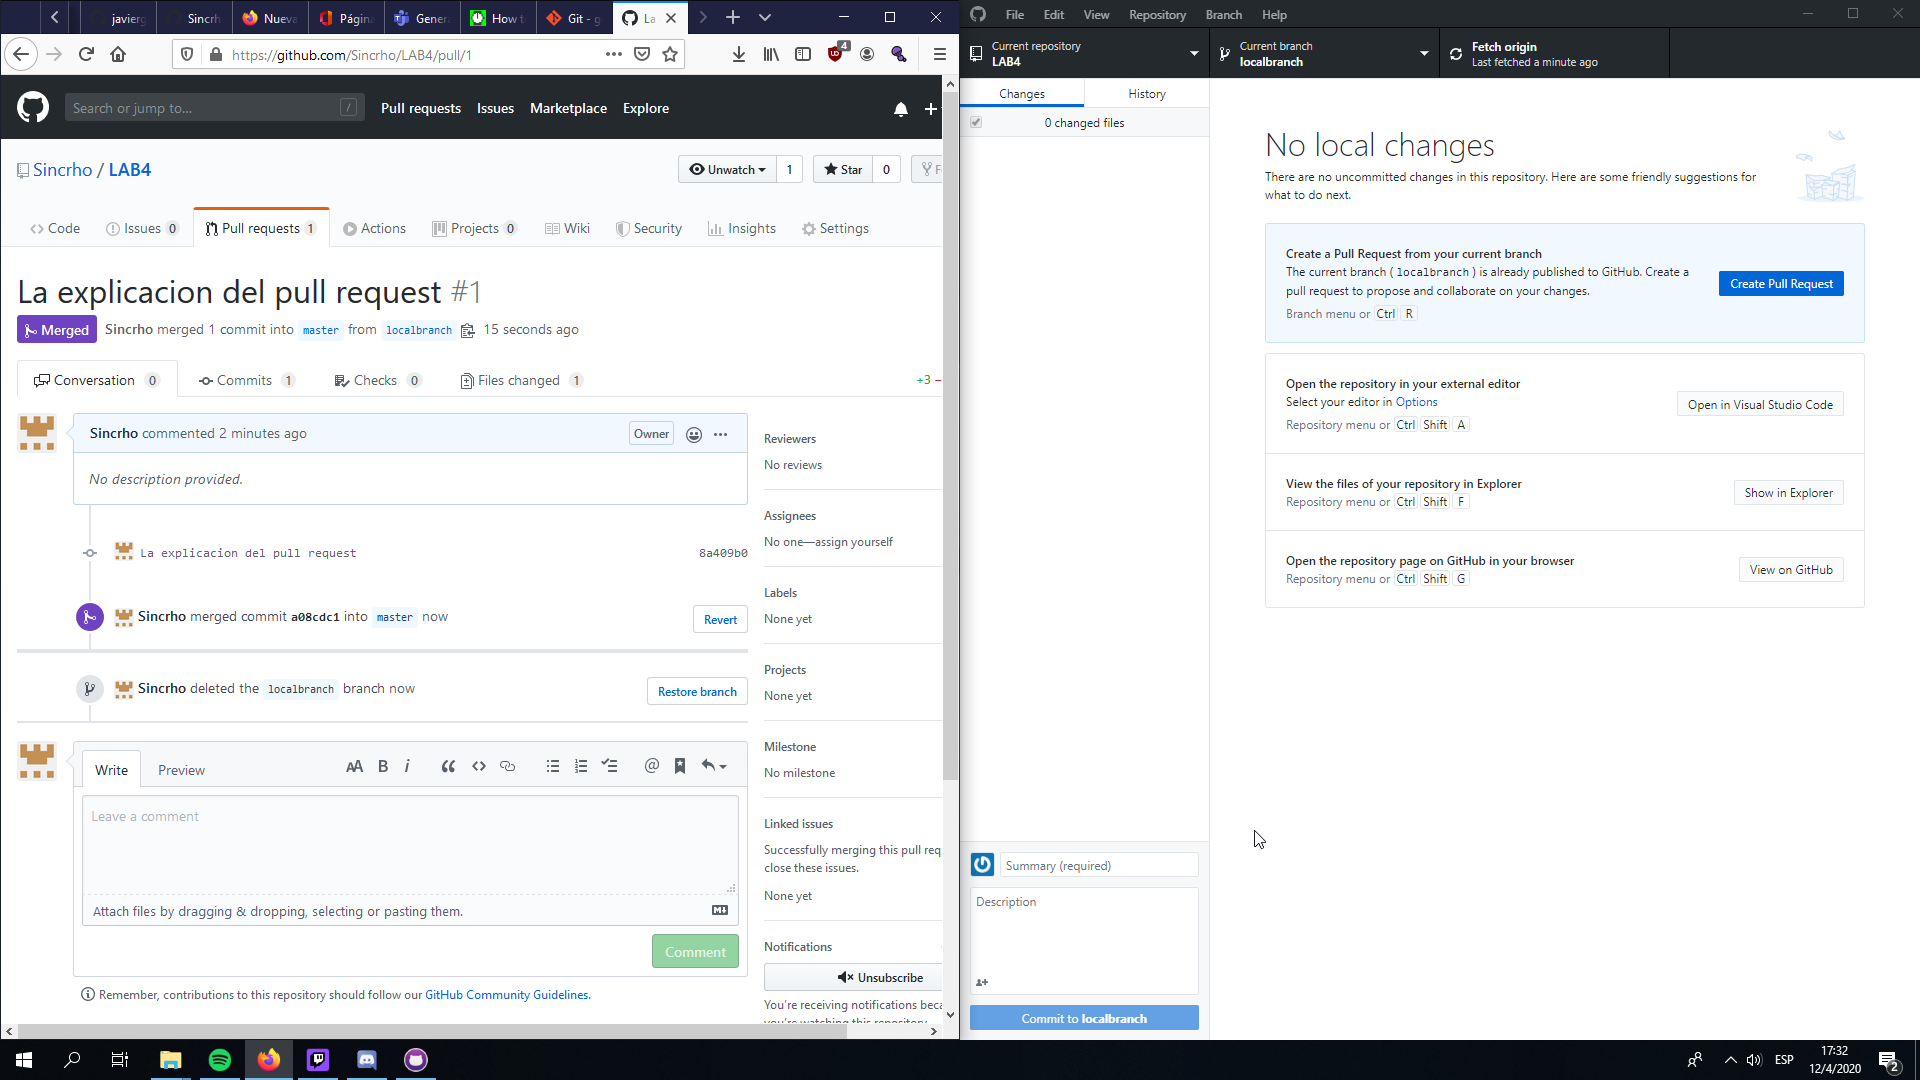 javierg
Sincrh
Nueva
Página
Genera
How t
Git - g
La
https://github.com/Sincrho/LAB4/pull/1
4
Search or jump to...
/
Pull requests
Issues
Marketplace
Explore
Sincrho / LAB4
Unwatch
1
Star
0
Code
Issues 0
Pull requests 1
Actions
Projects 0
Wiki
Security
Insights
Settings
La explicacion del pull request #1
Merged
Sincrho merged 1 commit into master from localbranch 15 seconds ago
Conversation 0
Commits 1
Checks 0
Files changed 1
+3 −
Sincrho commented 2 minutes ago
Owner
No description provided.
La explicacion del pull request
8a409b0
Sincrho merged commit a08cdc1 into master now
Revert
Sincrho deleted the localbranch branch now
Restore branch
Write
Preview
AA B i
Leave a comment
Attach files by dragging & dropping, selecting or pasting them.
Comment
Remember, contributions to this repository should follow our GitHub Community Guidelines.
Reviewers
No reviews
Assignees
No one—assign yourself
Labels
None yet
Projects
None yet
Milestone
No milestone
Linked issues
Successfully merging this pull req
close these issues.
None yet
Notifications
Unsubscribe
You're receiving notifications beca
you're watching this repository
File
Edit
View
Repository
Branch
Help
Current repository
LAB4
Current branch
localbranch
Fetch origin
Last fetched a minute ago
Changes
History
0 changed files
No local changes
There are no uncommitted changes in this repository. Here are some friendly suggestions for
what to do next.
Create a Pull Request from your current branch
The current branch ( localbranch ) is already published to GitHub. Create a
pull request to propose and collaborate on your changes.
Branch menu or Ctrl R
Create Pull Request
Open the repository in your external editor
Select your editor in Options
Repository menu or Ctrl Shift A
Open in Visual Studio Code
View the files of your repository in Explorer
Repository menu or Ctrl Shift F
Show in Explorer
Open the repository page on GitHub in your browser
Repository menu or Ctrl Shift G
View on GitHub
Summary (required)
Description
Commit to localbranch
ESP
17:32
12/4/2020
2